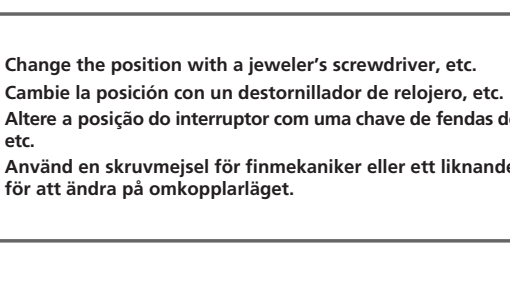 Change the position with a jeweler’s screwdriver, etc.
Cambie la posición con un destornillador de relojero, etc.
Altere a posição do interruptor com uma chave de fendas
etc.
Använd en skruvmejsel för finmekaniker eller ett liknande
för att ändra på omkopplarläget.